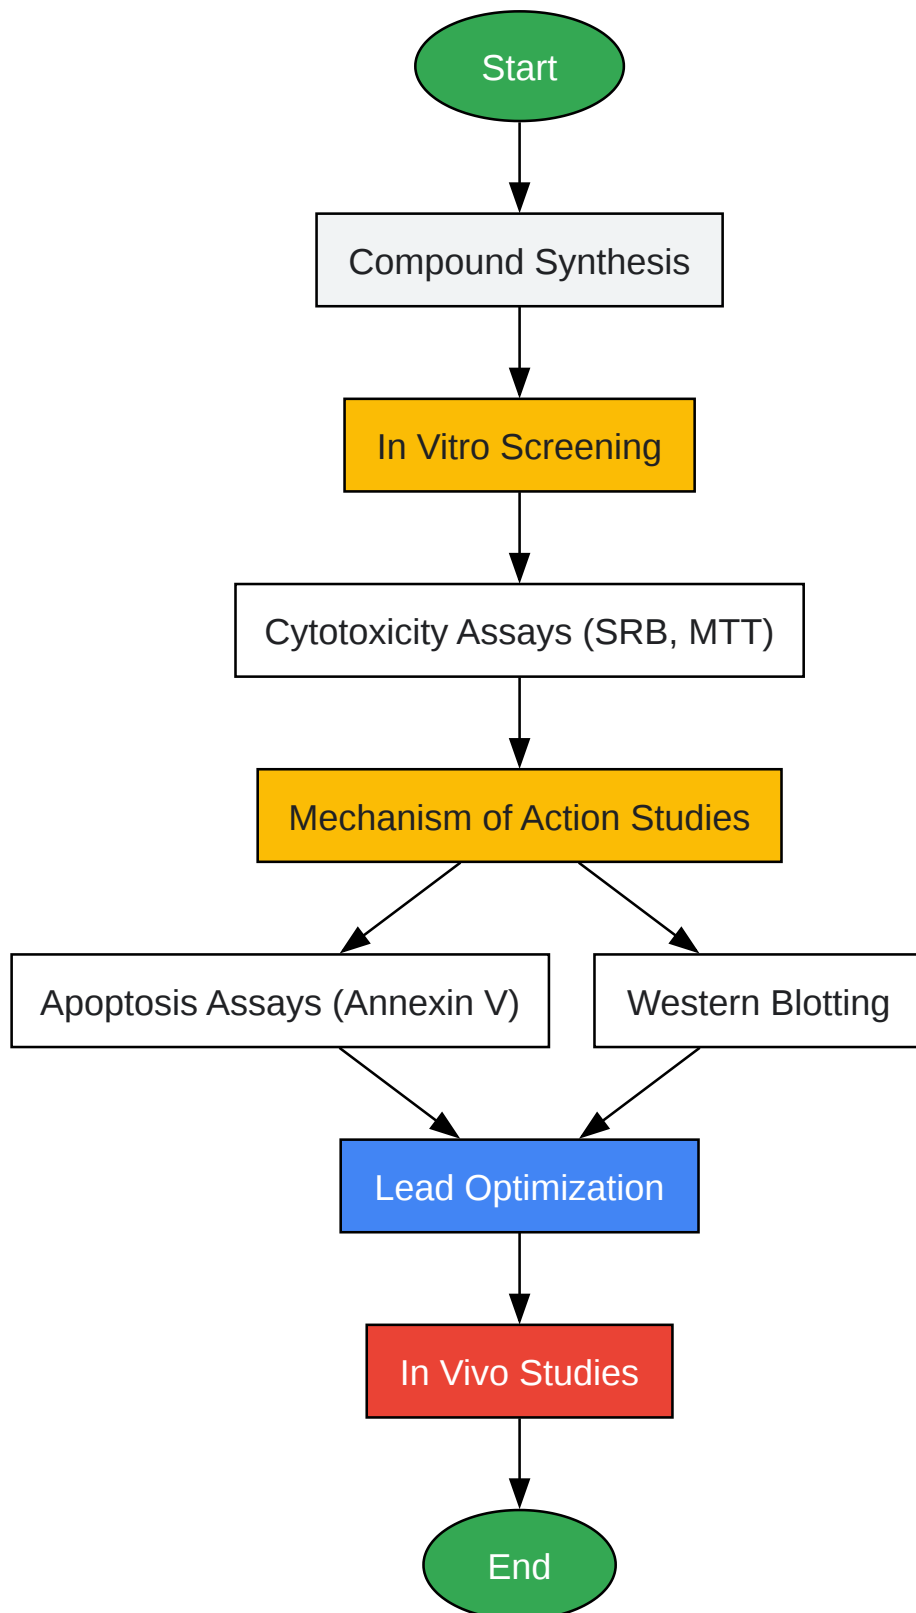 Start
Compound Synthesis
In Vitro Screening
Cytotoxicity Assays (SRB, MTT)
Mechanism of Action Studies
Apoptosis Assays (Annexin V)
Western Blotting
Lead Optimization
In Vivo Studies
End